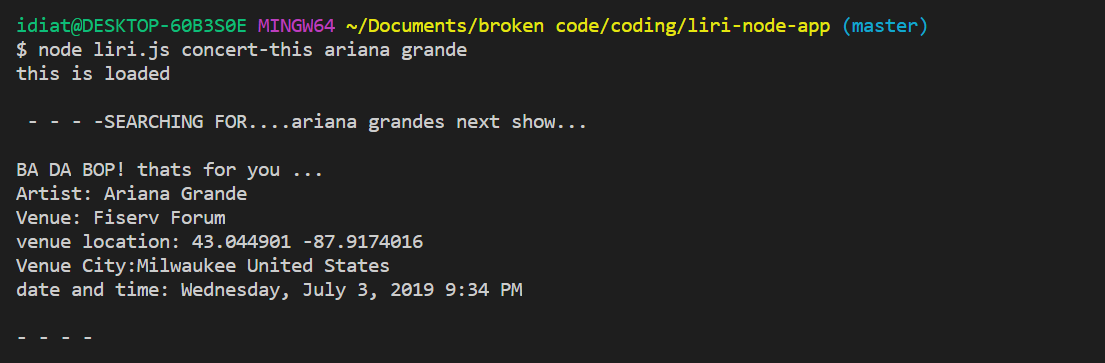 idiat@DESKTOP-60B3S0E MINGW64 ~/Documents/broken code/coding/liri-node-app (master)
$ node liri.js concert-this ariana grande
this is loaded
- - - -SEARCHING FOR....ariana grandes next show...
BA DA BOP! thats for you ...
Artist: Ariana Grande
Venue: Fiserv Forum
venue location: 43.044901 -87.9174016
Venue City:Milwaukee United States
date and time: Wednesday, July 3, 2019 9:34 PM
- - - -